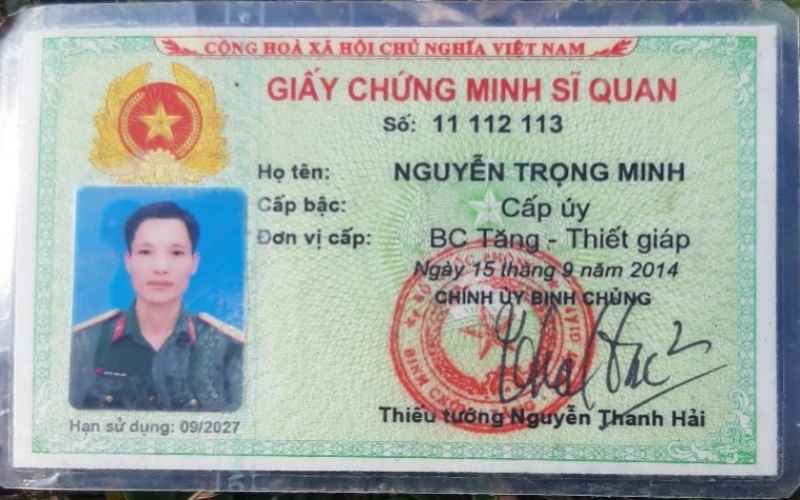 CỘNG HOÀ XÃ HỘI CHỦ NGHĨA VIỆT NAM
GIẤY CHỨNG MINH SĨ QUAN
Số: 11 112 113
Họ tên: NGUYỄN TRỌNG MINH
Cấp bậc: Cấp úy
Đơn vị cấp: BC Tăng - Thiết giáp
Ngày 15 tháng 9 năm 2014
CHÍNH ỦY BINH CHỦNG
Thiếu tướng Nguyễn Thanh Hải
Hạn sử dụng: 09/2027